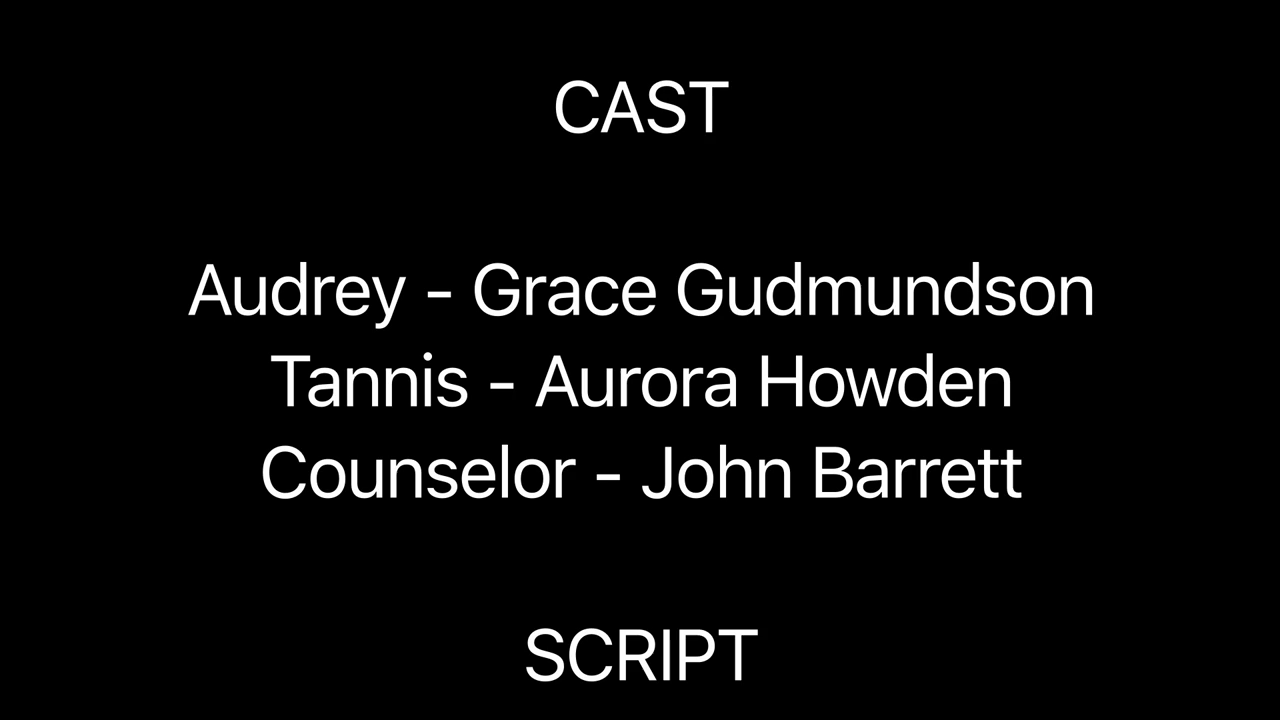 CAST
Audrey - Grace Gudmundson
Tannis - Aurora Howden
Counselor - John Barrett
SCRIPT